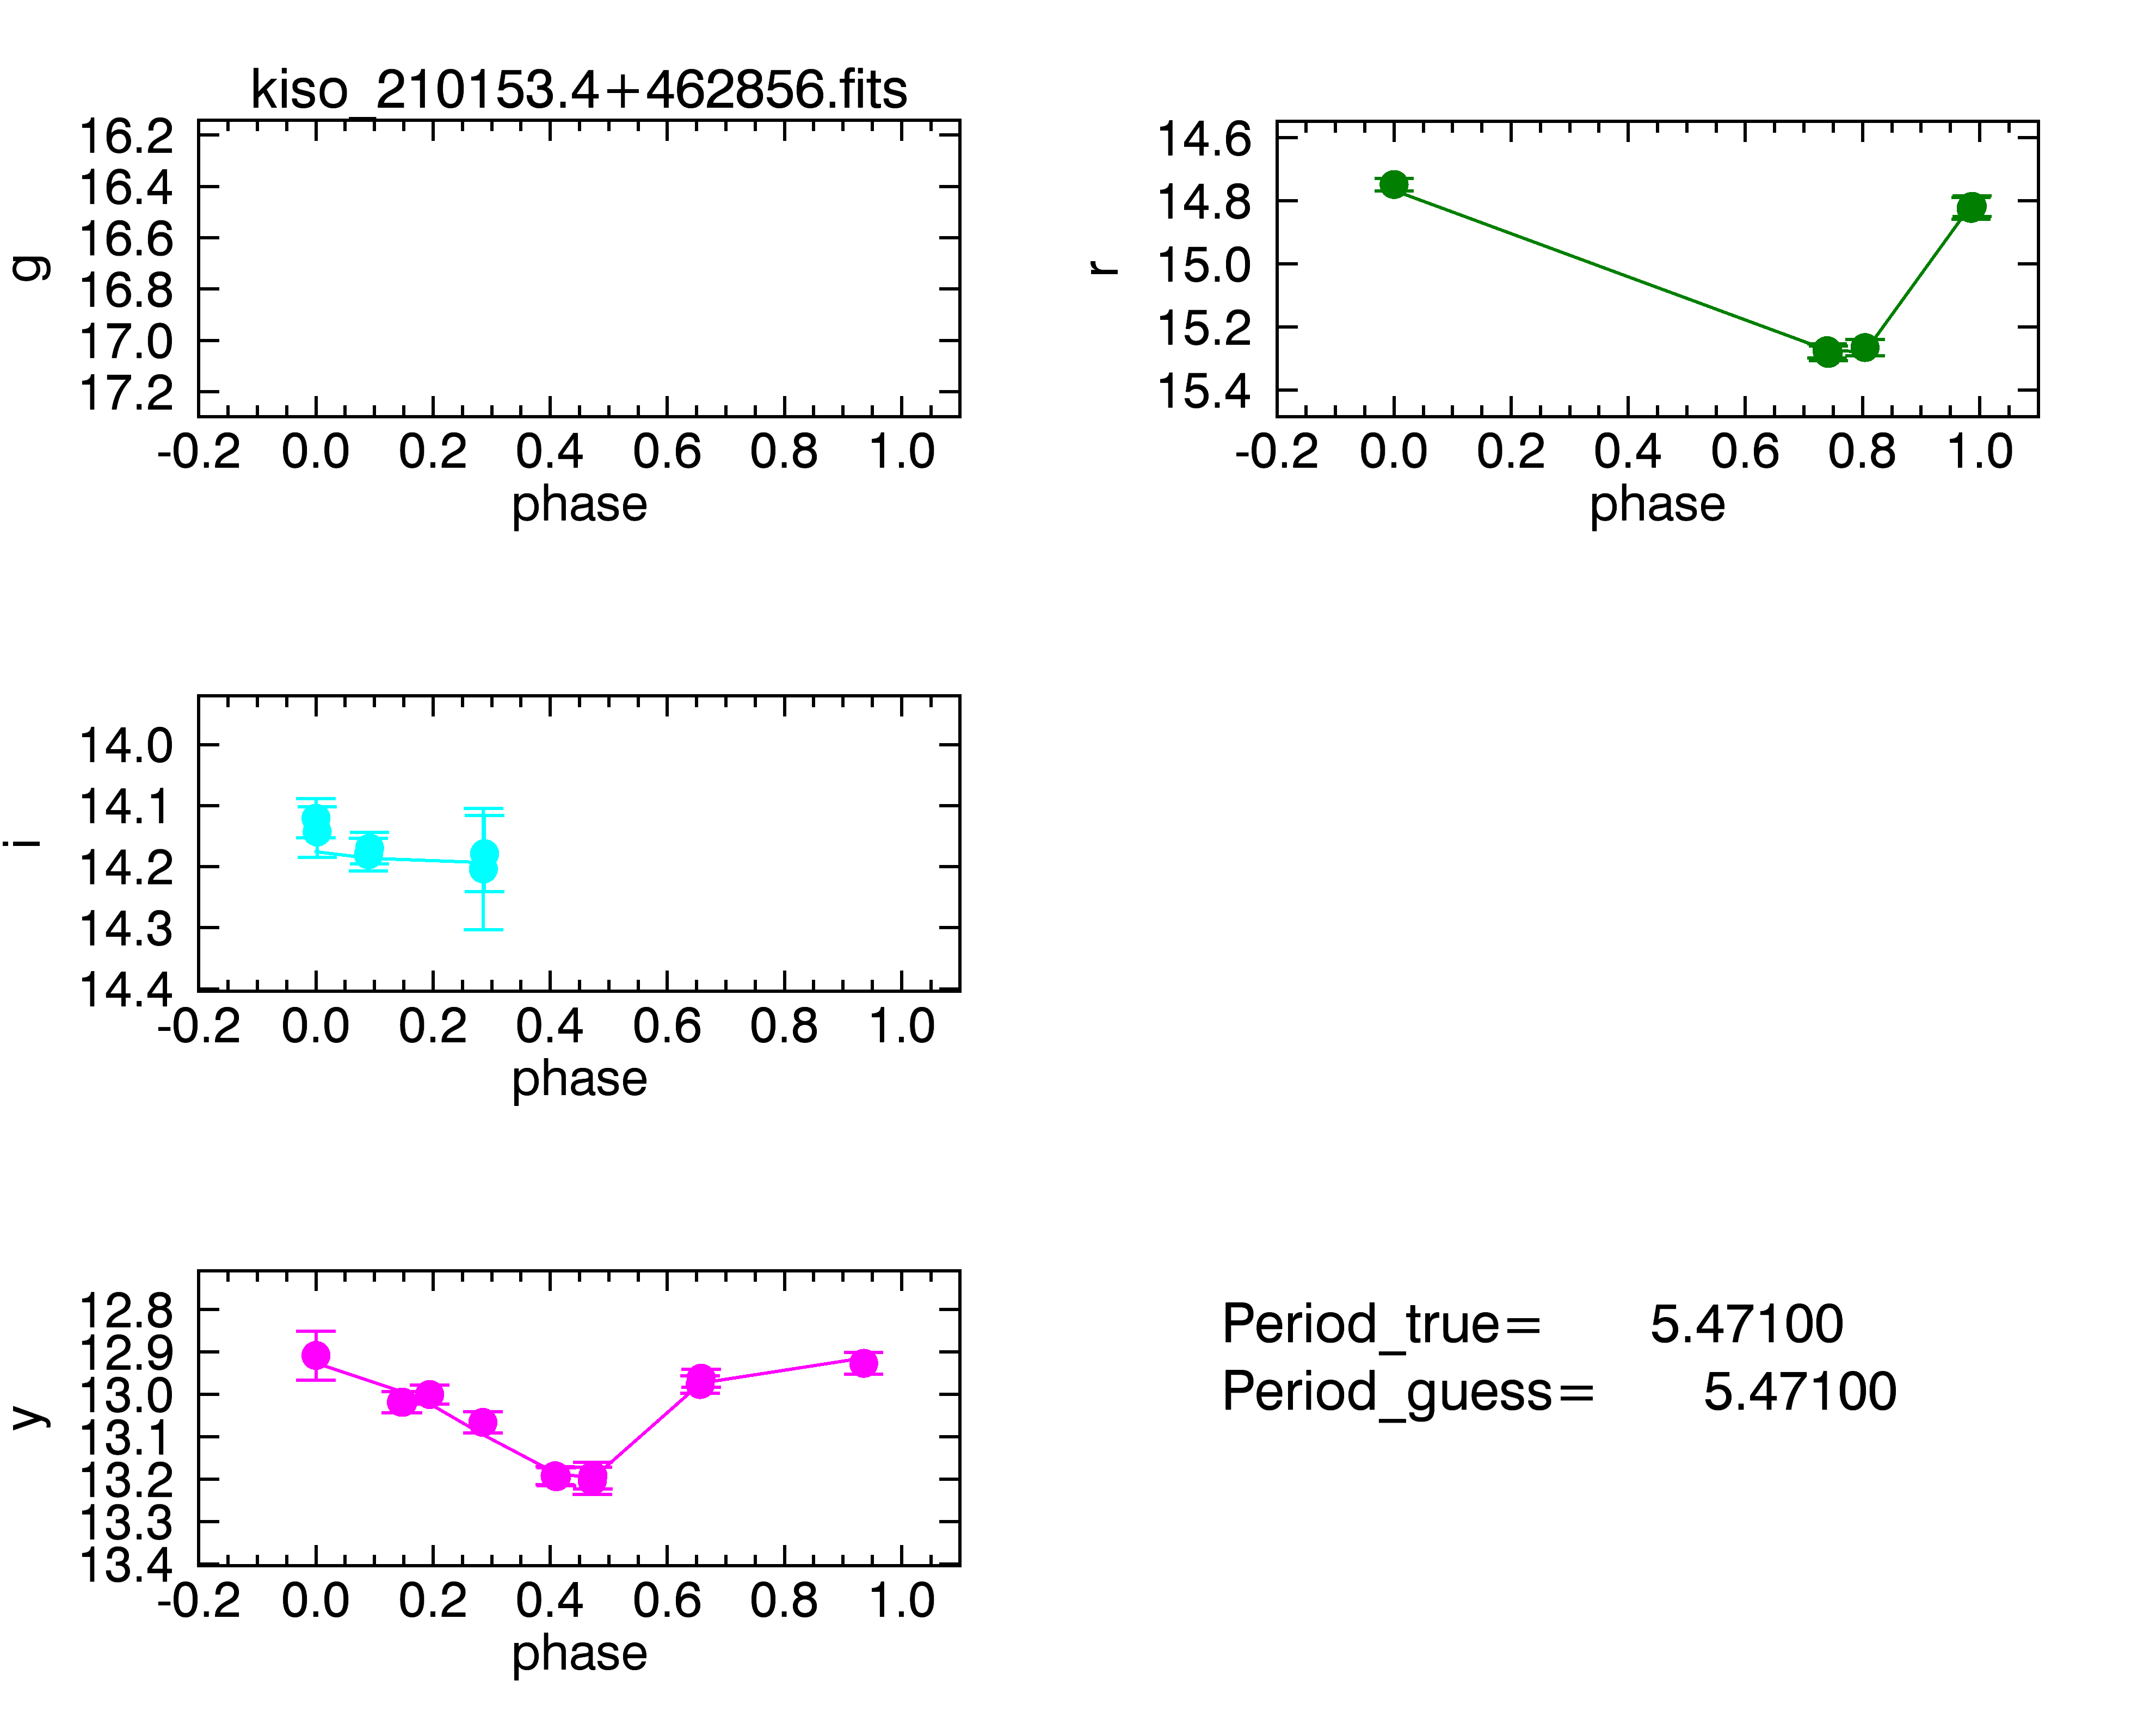 kiso_210153.4+462856.fits
g
16.2
16.4
16.6
16.8
17.0
17.2
-0.2 0.0 0.2 0.4 0.6 0.8 1.0
phase
r
14.6
14.8
15.0
15.2
15.4
-0.2 0.0 0.2 0.4 0.6 0.8 1.0
phase
i
14.0
14.1
14.2
14.3
14.4
-0.2 0.0 0.2 0.4 0.6 0.8 1.0
phase
y
12.8
12.9
13.0
13.1
13.2
13.3
13.4
-0.2 0.0 0.2 0.4 0.6 0.8 1.0
phase
Period_true= 5.47100
Period_guess= 5.47100